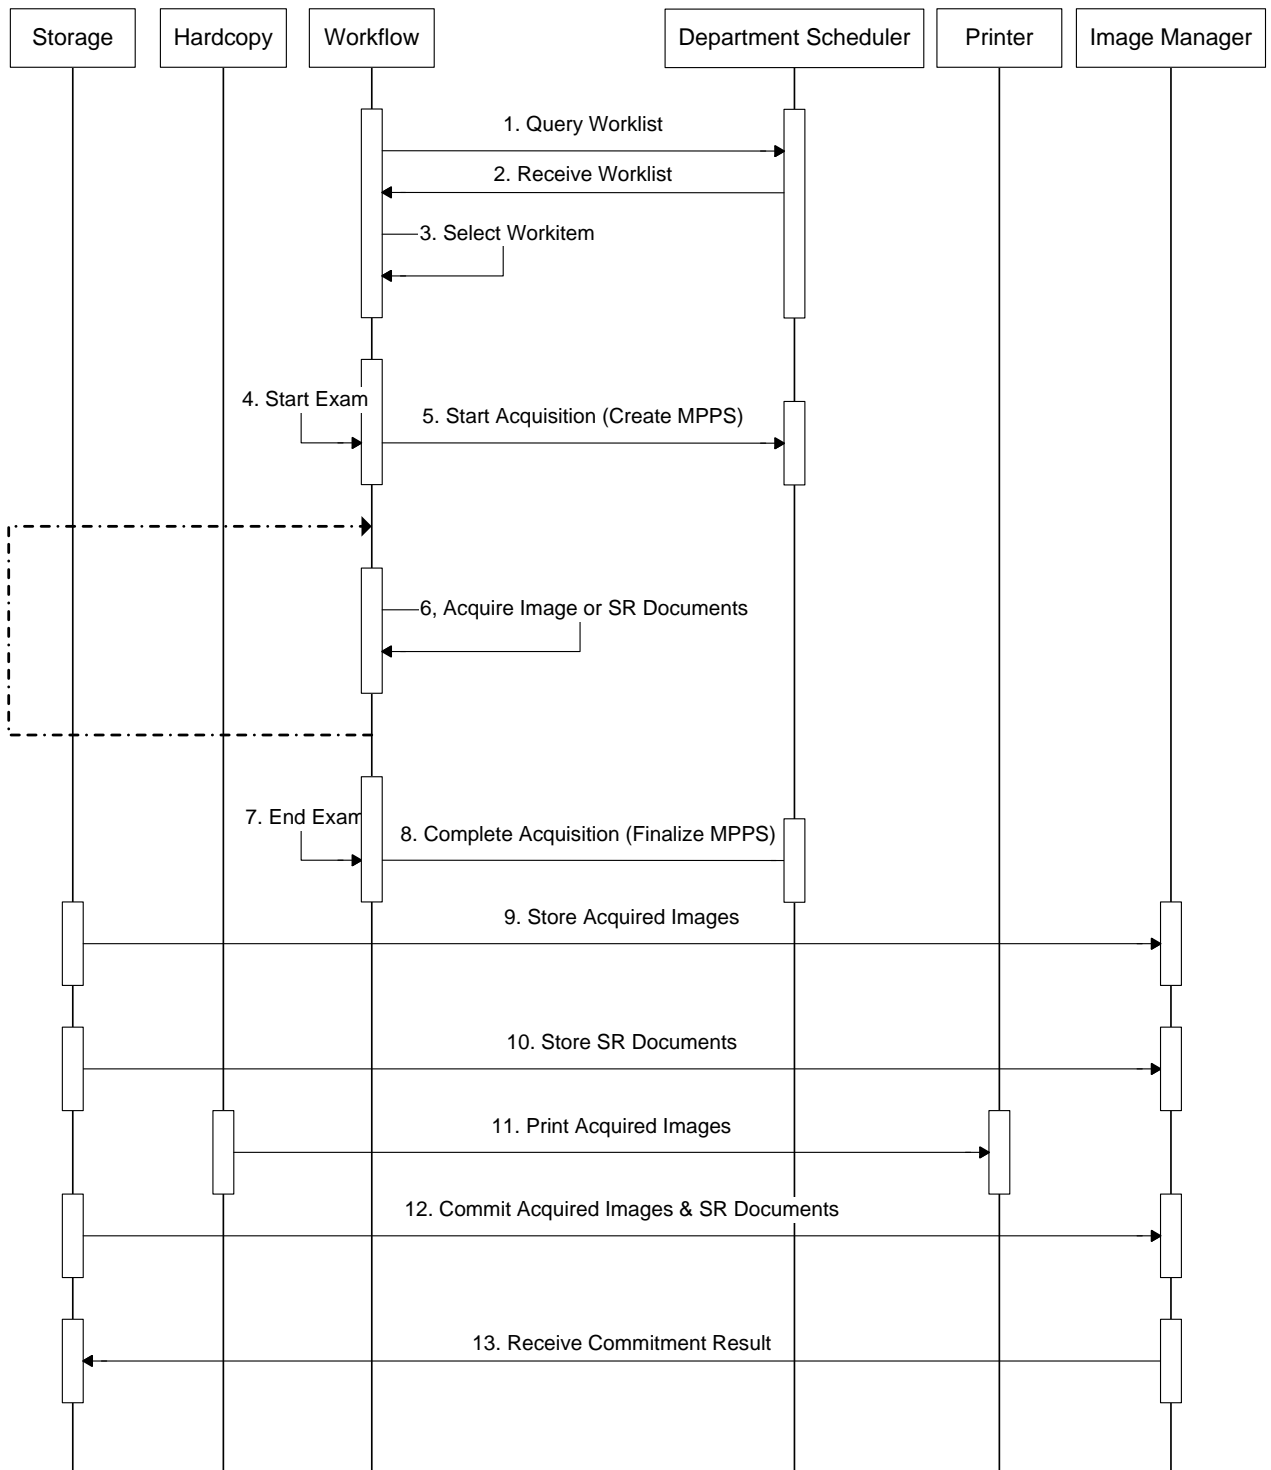 Storage
Hardcopy
Workflow
Department Scheduler
Printer
Image Manager
1. Query Worklist
2. Receive Worklist
3. Select Workitem
4. Start Exam
5. Start Acquisition (Create MPPS)
6, Acquire Image or SR Documents
7. End Exam
8. Complete Acquisition (Finalize MPPS)
9. Store Acquired Images
10. Store SR Documents
11. Print Acquired Images
12. Commit Acquired Images & SR Documents
13. Receive Commitment Result